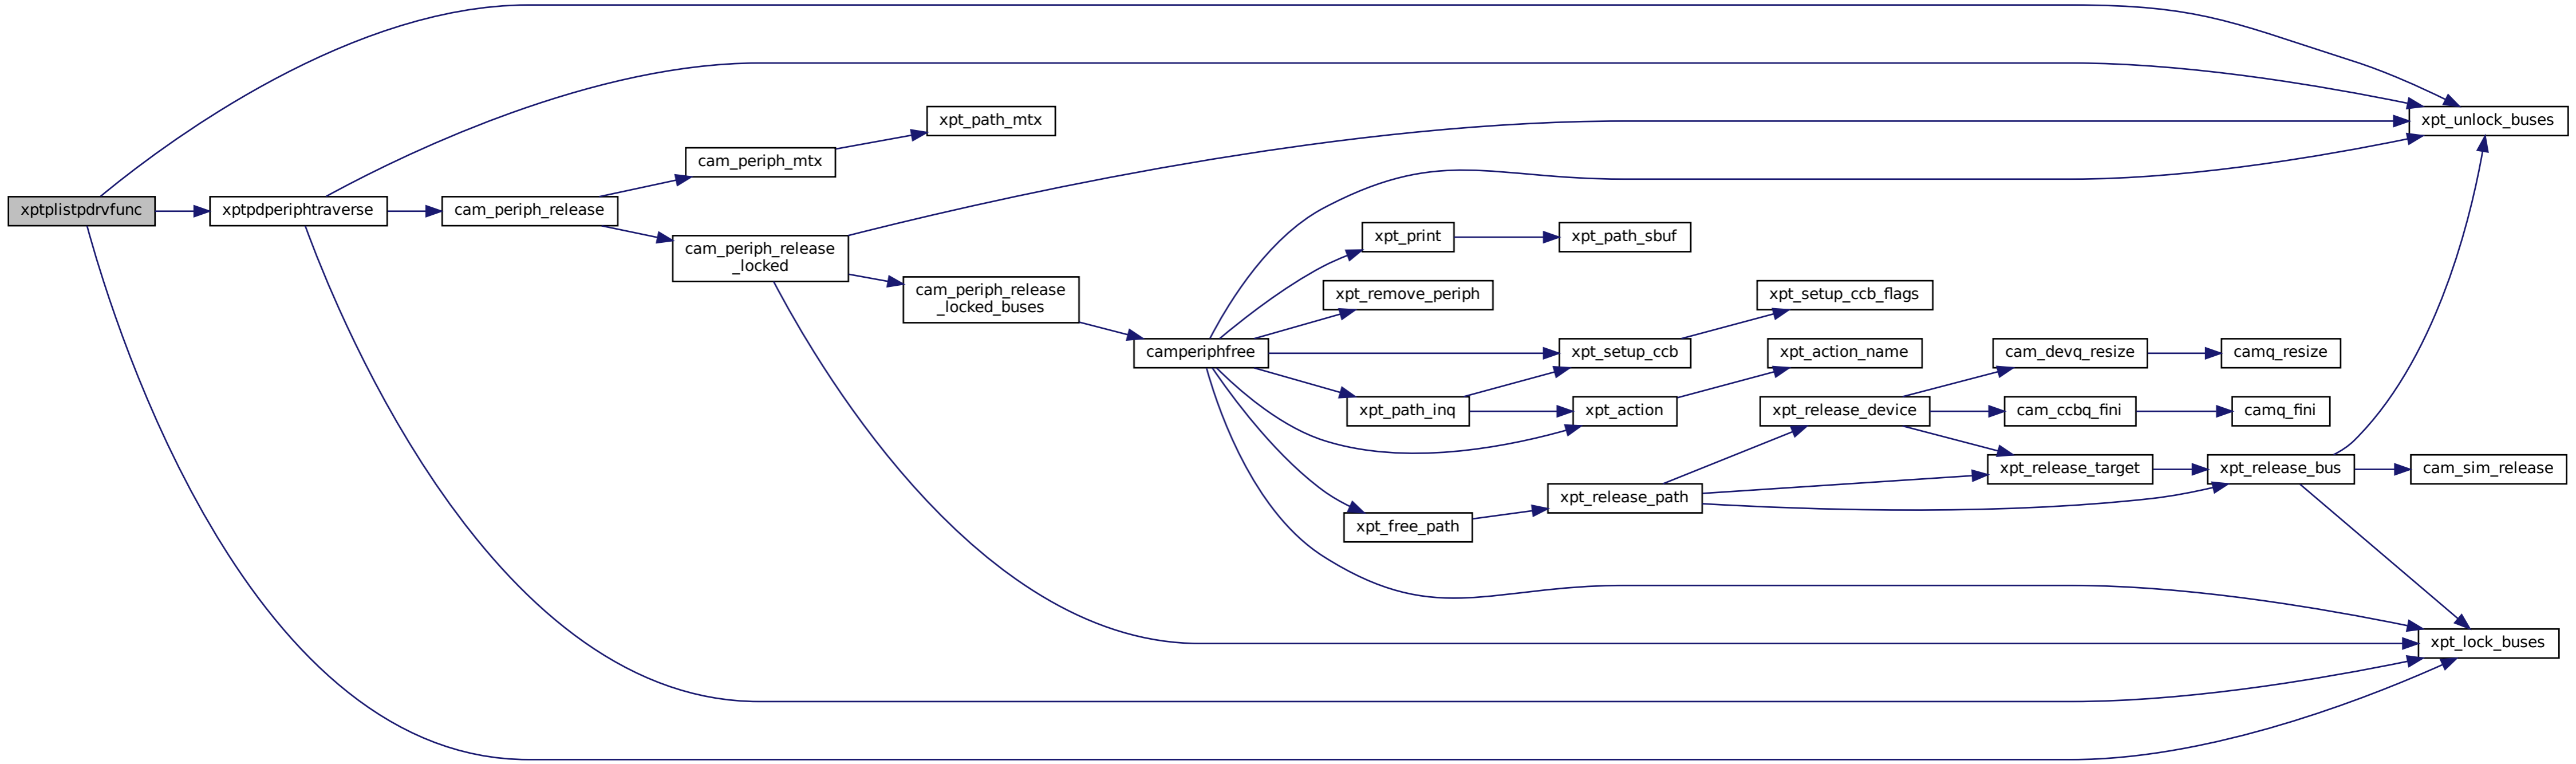 xptplistpdrvfunc
xptpdperiphtraverse
cam_periph_release
cam_periph_mtx
xpt_path_mtx
cam_periph_release
_locked
cam_periph_release
_locked_buses
camperiphfree
xpt_print
xpt_path_sbuf
xpt_remove_periph
xpt_setup_ccb
xpt_setup_ccb_flags
xpt_path_inq
xpt_action
xpt_action_name
xpt_free_path
xpt_release_path
xpt_release_device
cam_devq_resize
camq_resize
cam_ccbq_fini
camq_fini
xpt_release_target
xpt_release_bus
cam_sim_release
xpt_unlock_buses
xpt_lock_buses